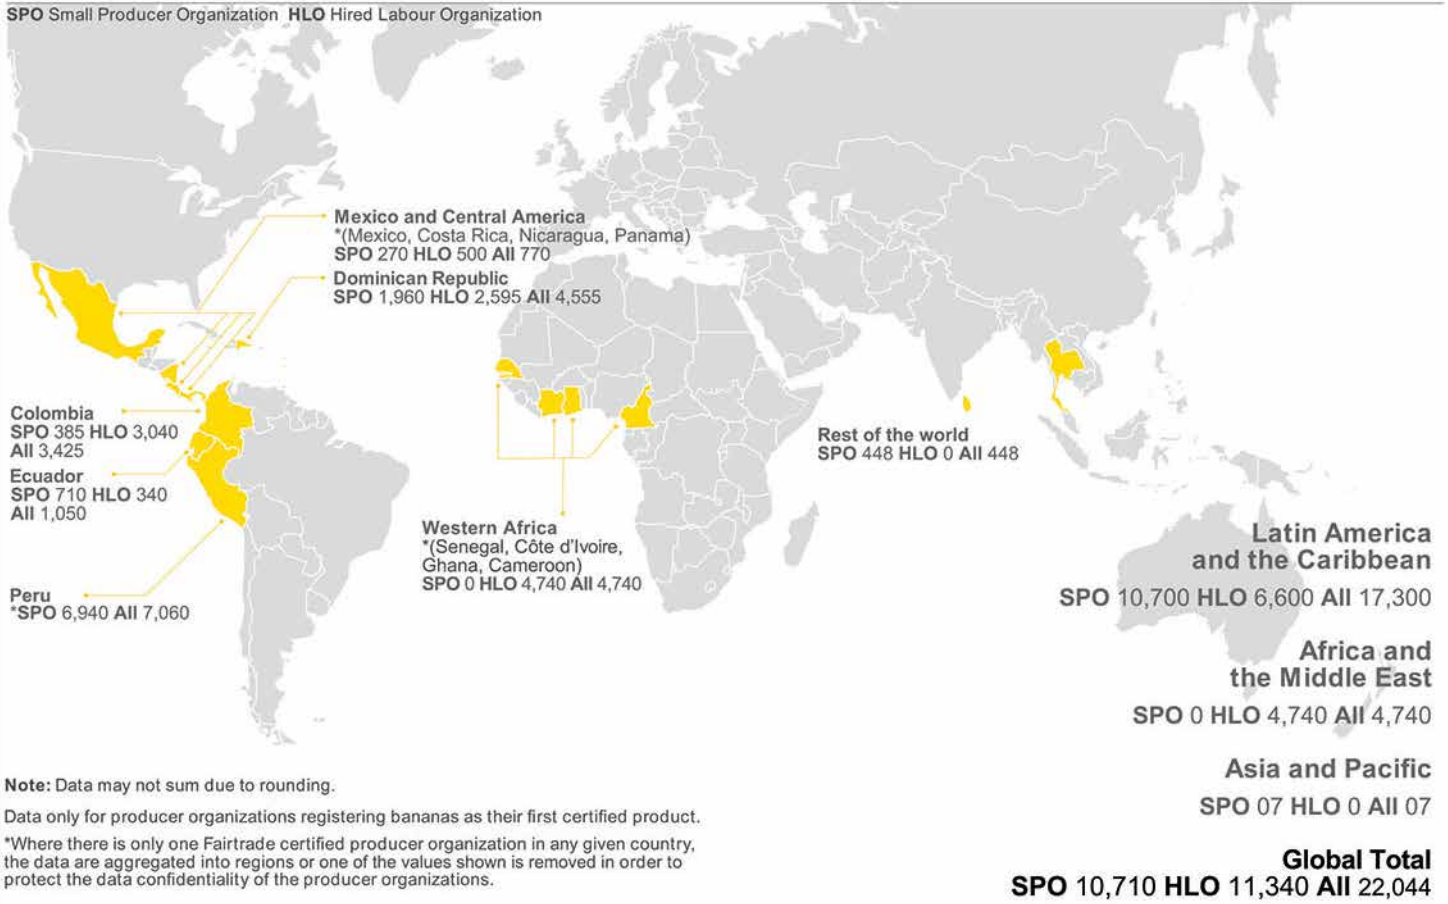 SPO Small Producer Organization HLO Hired Labour Organization
Mexico and Central America
*(Mexico, Costa Rica, Nicaragua, Panama)
SPO 270 HLO 500 All 770
Dominican Republic
SPO 1,960 HLO 2,595 All 4,555
Colombia
SPO 385 HLO 3,040
All 3,425
Ecuador
SPO 710 HLO 340
All 1,050
Peru
*SPO 6,940 All 7,060
Western Africa
*(Senegal, Côte d'Ivoire,
Ghana, Cameroon)
SPO 0 HLO 4,740 All 4,740
Rest of the world
SPO 448 HLO 0 All 448
Latin America
and the Caribbean
SPO 10,700 HLO 6,600 All 17,300
Africa and
the Middle East
SPO 0 HLO 4,740 All 4,740
Asia and Pacific
SPO 07 HLO 0 All 07
Global Total
SPO 10,710 HLO 11,340 All 22,044
Note: Data may not sum due to rounding.
Data only for producer organizations registering bananas as their first certified product.
*Where there is only one Fairtrade certified producer organization in any given country,
the data are aggregated into regions or one of the values shown is removed in order to
protect the data confidentiality of the producer organizations.